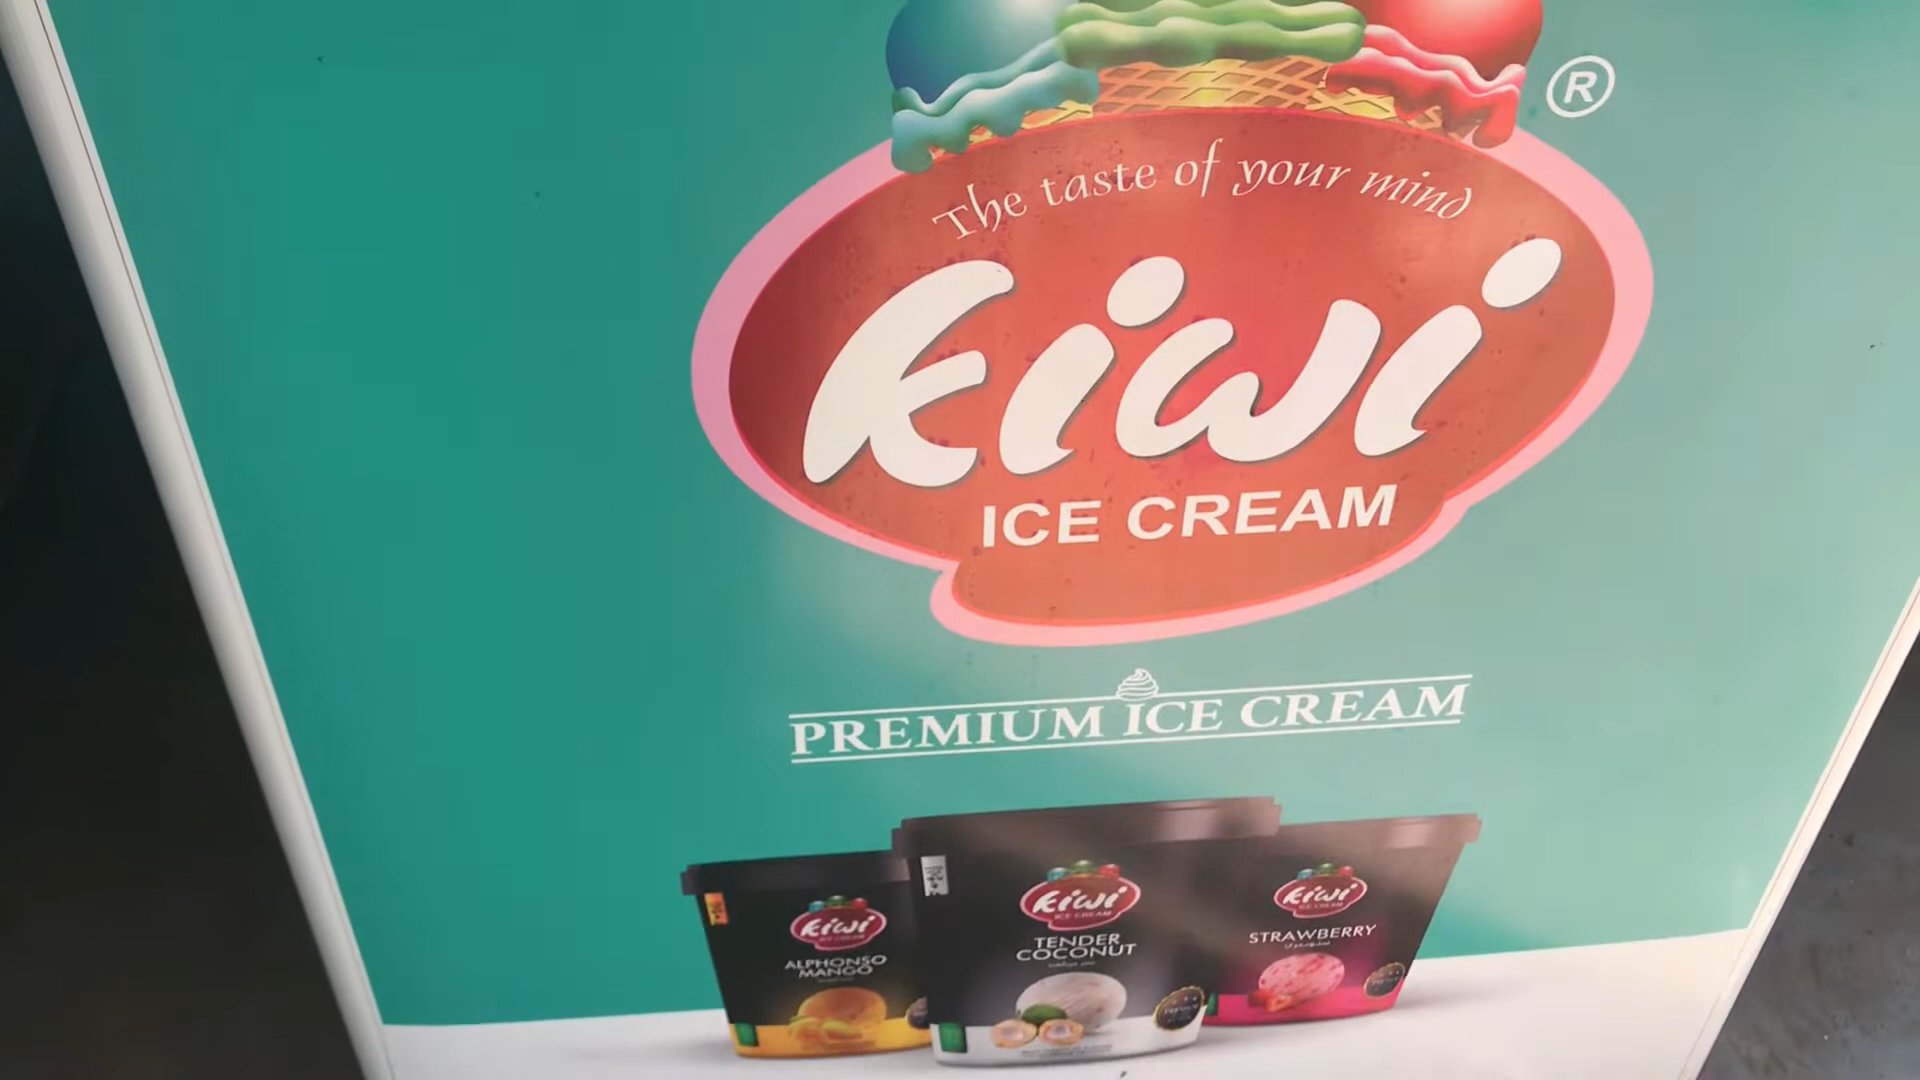 ®
The taste of your mind
kiwi
ICE CREAM
PREMIUM ICE CREAM
kiwi
ICE CREAM
ALPHONSO
MANGO
kiwi
ICE CREAM
TENDER
COCONUT
kiwi
ICE CREAM
STRAWBERRY